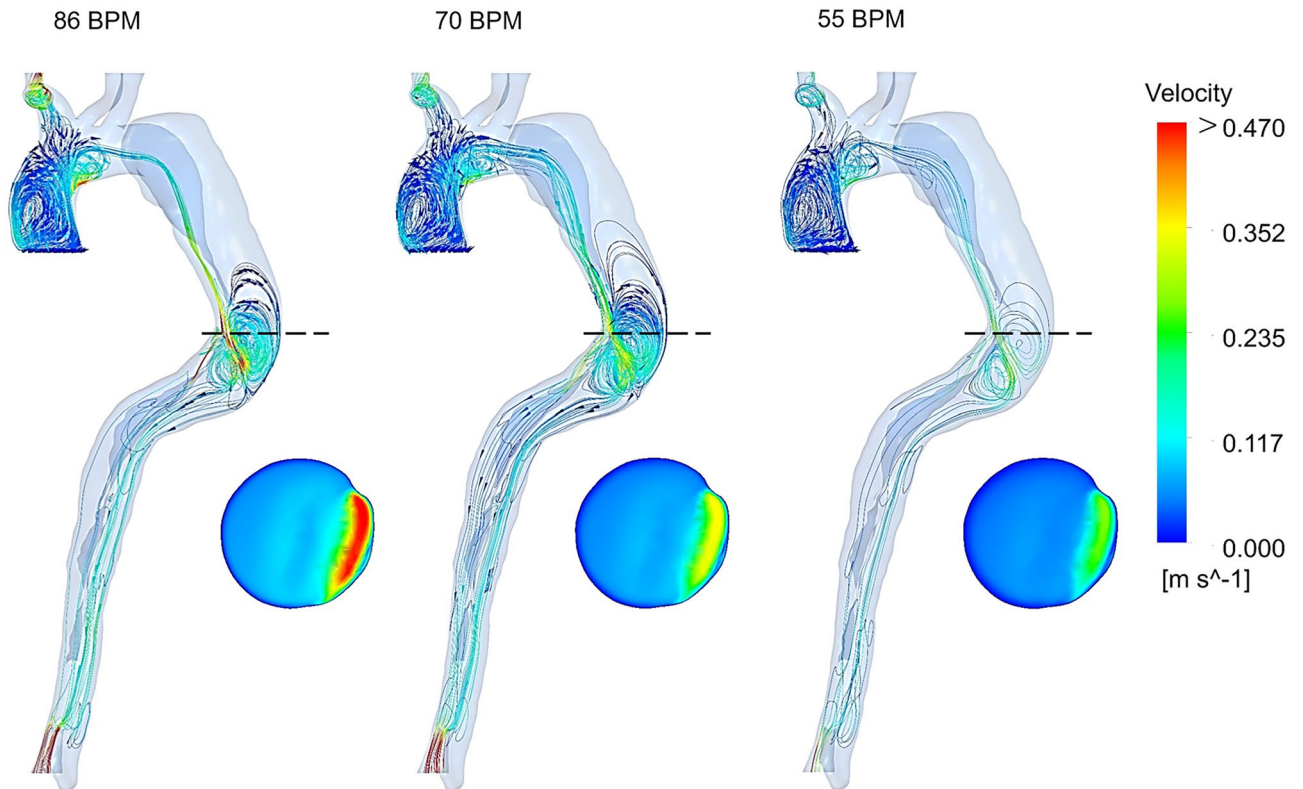 86 BPM
70 BPM
55 BPM
Velocity
> 0.470
0.352
0.235
0.117
0.000
[m s^-1]